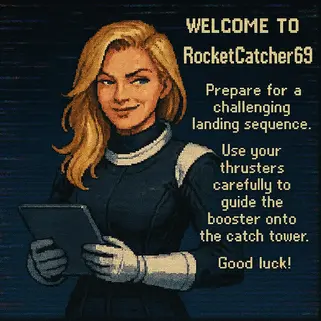 WELCOME TO
RocketCatcher69
Prepare for a
challenging
landing sequence.
Use your
thrusters
carefully to
guide the
booster onto
the catch tower.
Good luck!